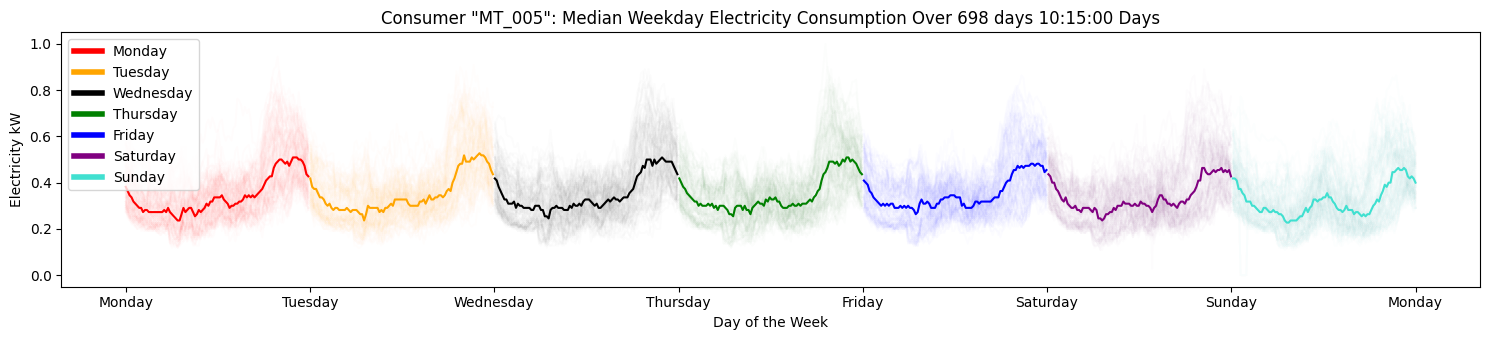 Consumer "MT_005": Median Weekday Electricity Consumption Over 698 days 10:15:00 Days
Electricity kW
1.0
0.8
0.6
0.4
0.2
0.0
Monday
Tuesday
Wednesday
Thursday
Friday
Saturday
Sunday
Monday Tuesday Wednesday Thursday Friday Saturday Sunday Monday
Day of the Week